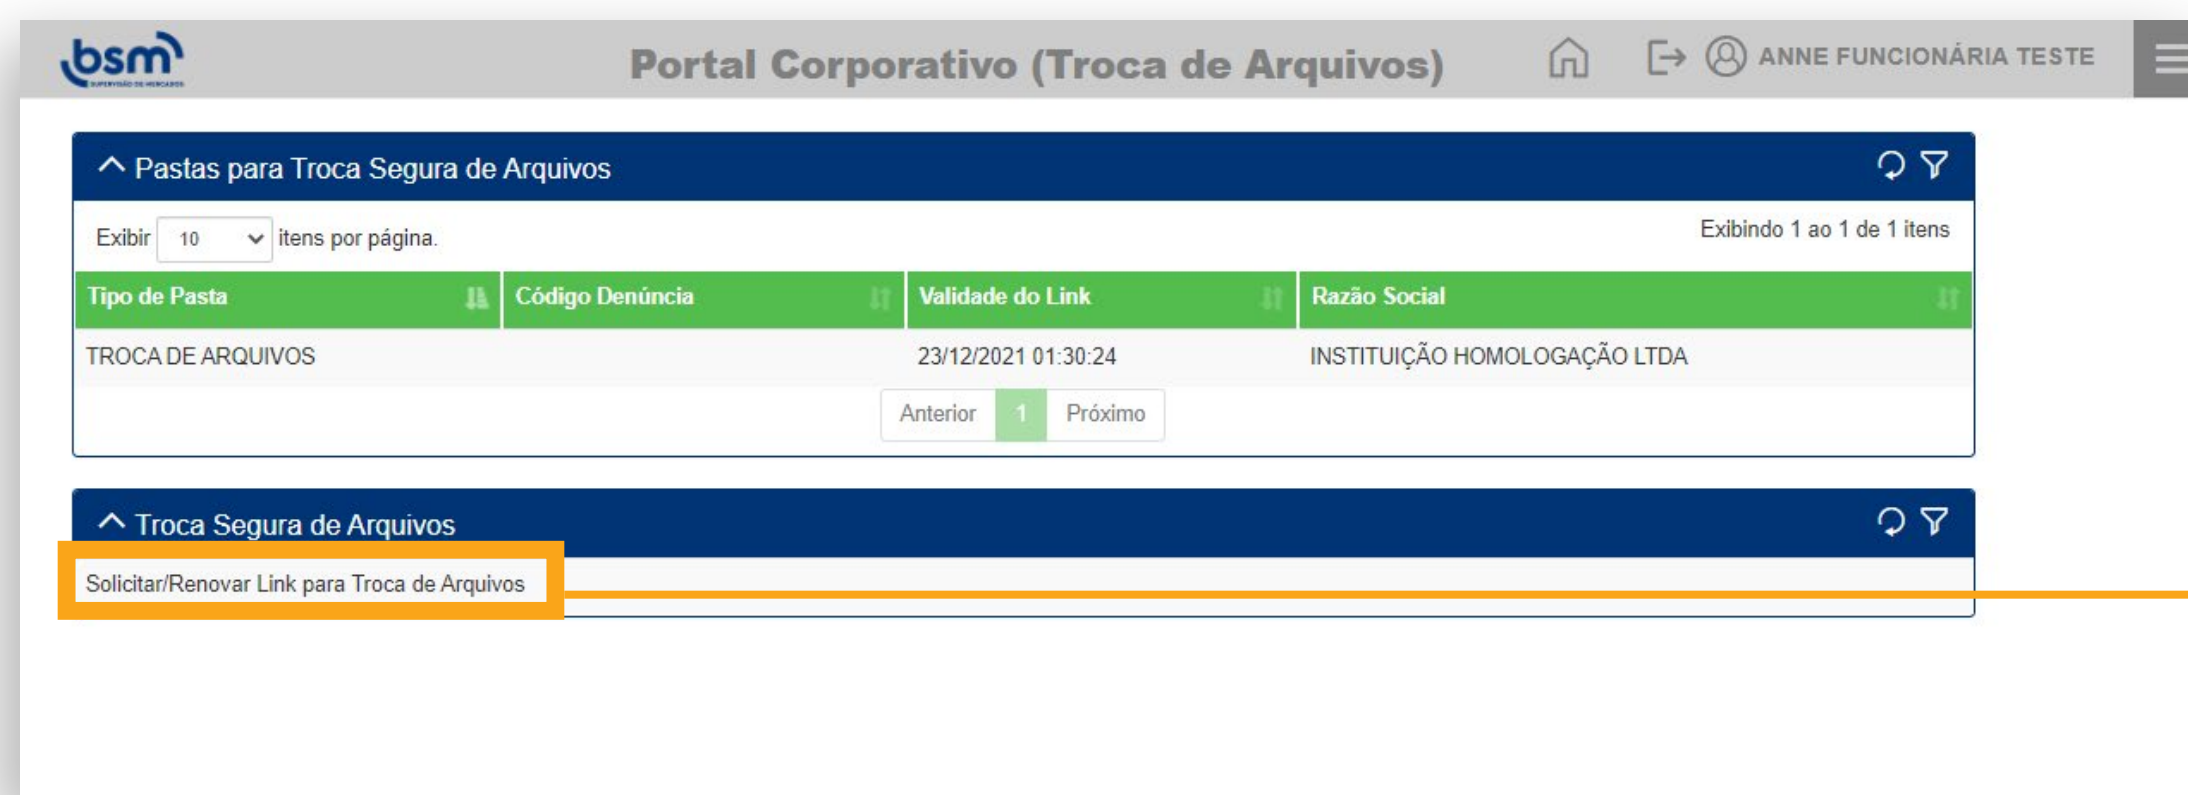 bsm
SUPERVISÃO DE MERCADOS
Portal Corporativo (Troca de Arquivos)
ANNE FUNCIONÁRIA TESTE
Pastas para Troca Segura de Arquivos
Exibir 10 itens por página.
Exibindo 1 ao 1 de 1 itens
Tipo de Pasta Código Denúncia Validade do Link Razão Social
TROCA DE ARQUIVOS 23/12/2021 01:30:24 INSTITUIÇÃO HOMOLOGAÇÃO LTDA
Anterior 1 Próximo
Troca Segura de Arquivos
Solicitar/Renovar Link para Troca de Arquivos